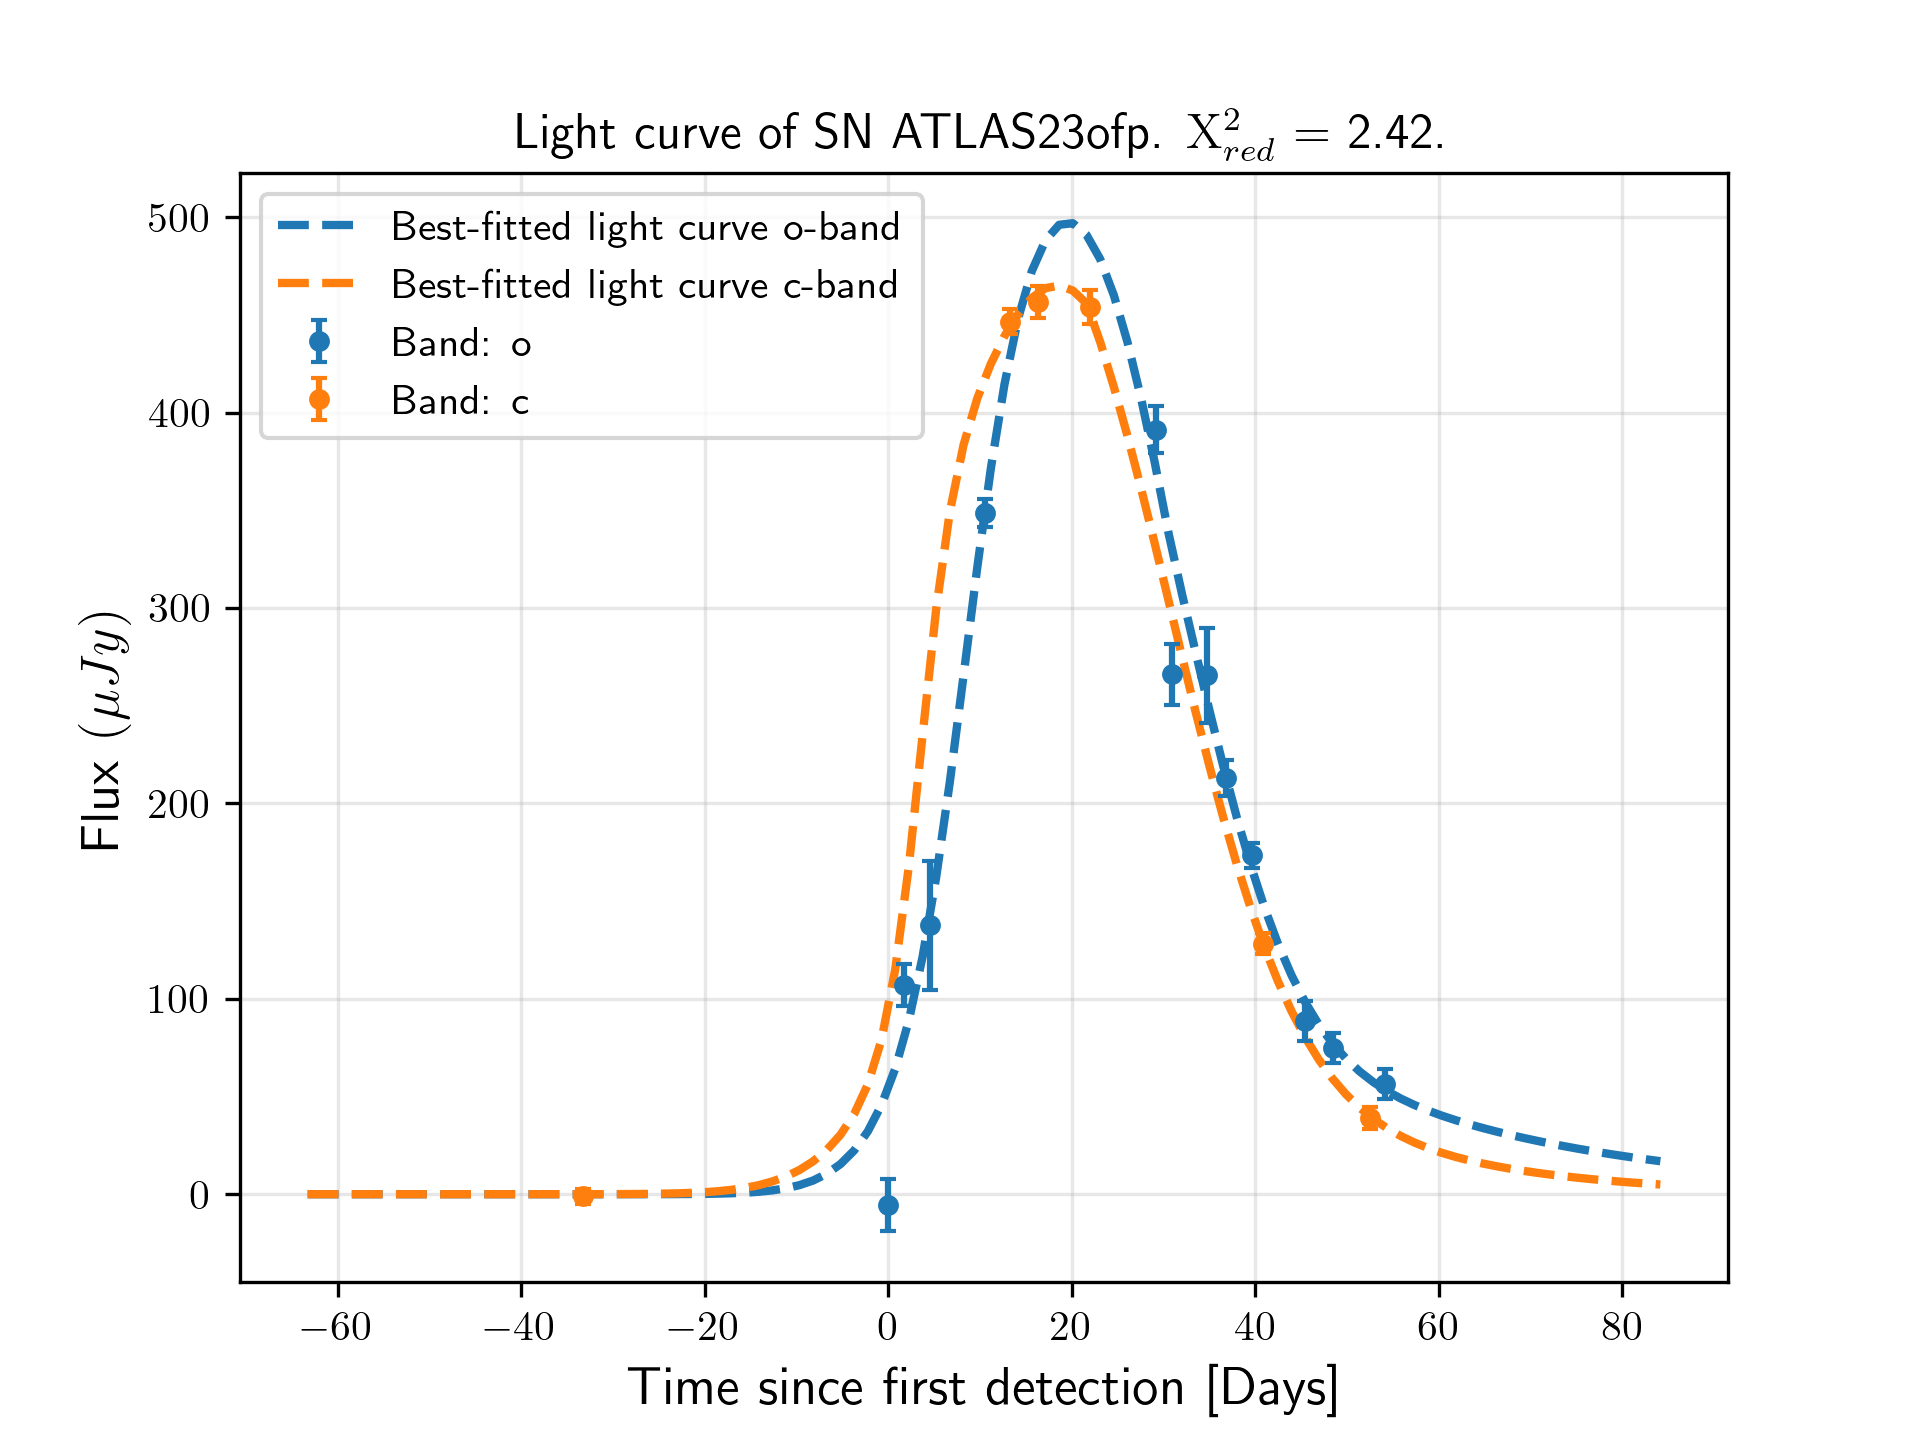 Light curve of SN ATLAS23ofp. X²_red = 2.42.
Best-fitted light curve o-band
Best-fitted light curve c-band
Band: o
Band: c
500
400
300
200
100
0
Flux (μJy)
−60 −40 −20 0 20 40 60 80
Time since first detection [Days]